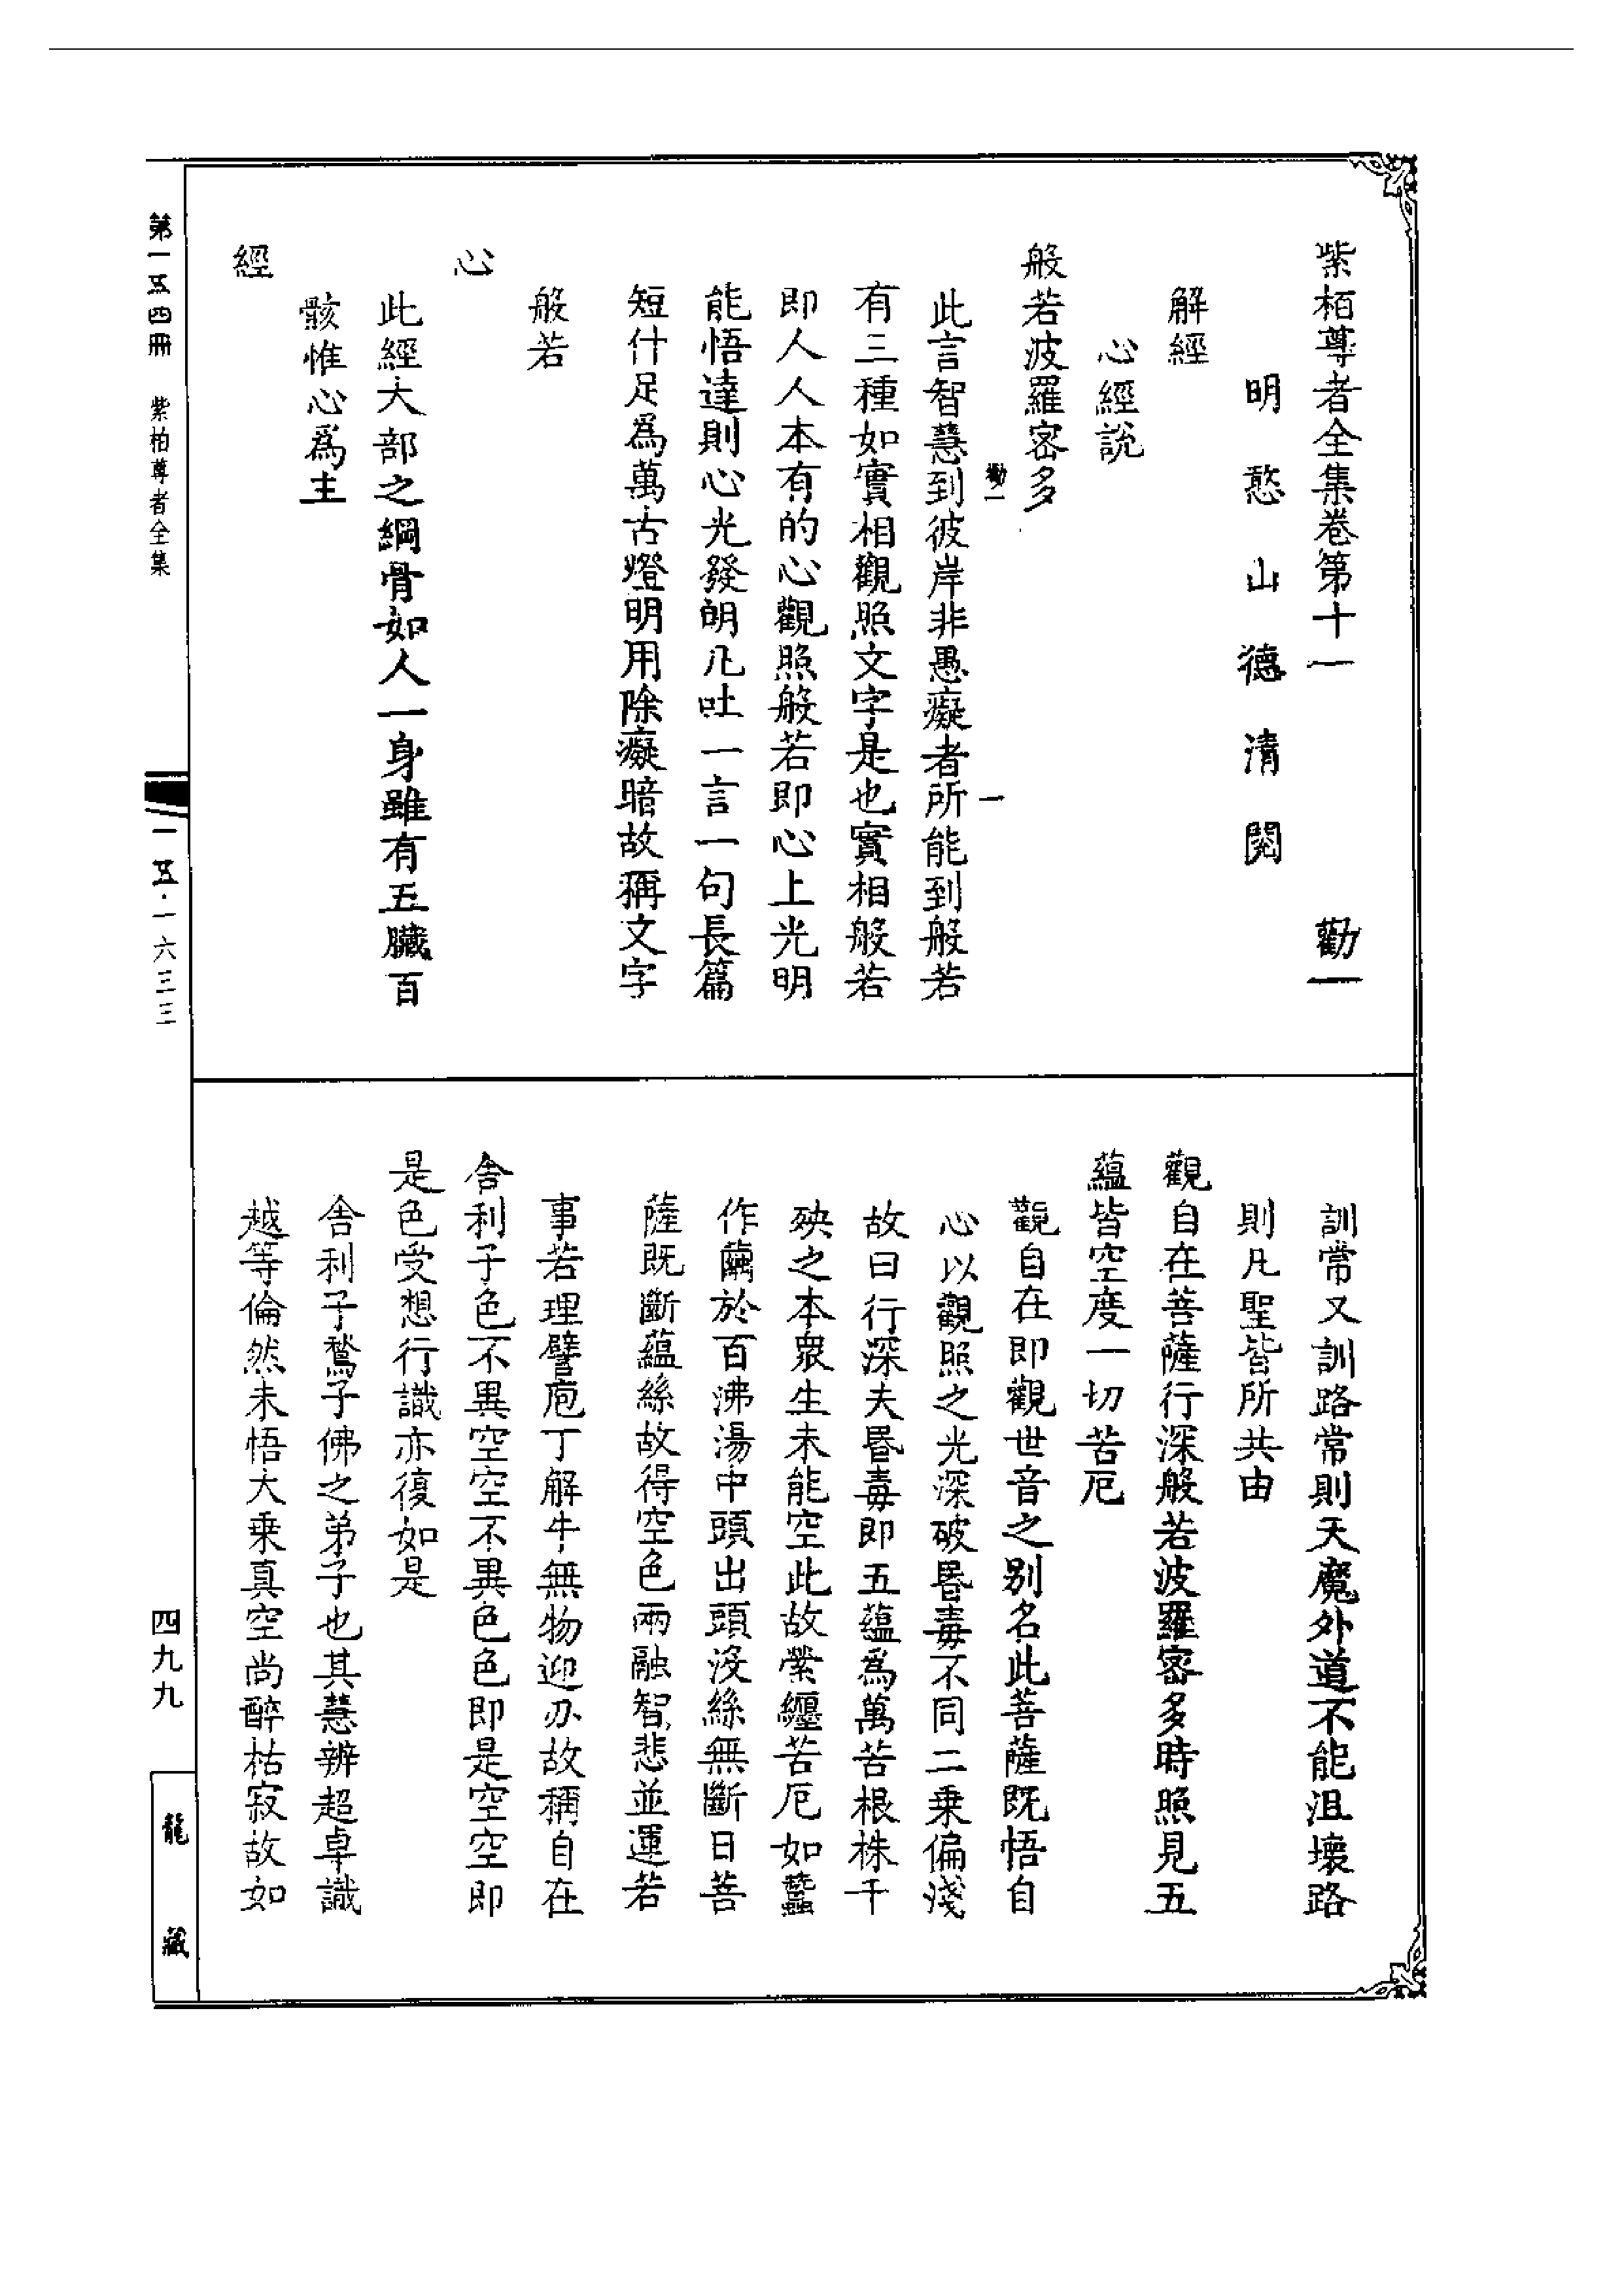 紫栢尊者全集卷第十一　勸一
明憨山德清閱
解經
心經說
般若波羅密多
勸一　一
此言智慧到彼岸非愚癡者所能到般若
有三種如實相觀照文字是也實相般若
即人人本有的心觀照般若即心上光明
能悟達則心光發朗凡吐一言一句長篇
短什足爲萬古燈明用除癡暗故稱文字
般若
心
此經大部之綱骨如人一身雖有五臟百
骸惟心爲主
經
訓常又訓路常則天魔外道不能沮壞路
則凡聖皆所共由
觀自在菩薩行深般若波羅密多時照見五
蘊皆空度一切苦厄
觀自在即觀世音之別名此菩薩既悟自
心以觀照之光深破昬毒不同二乗偏淺
故曰行深夫昬毒即五蘊爲萬苦根株千
殃之本衆生未能空此故縈纏苦厄如蠶
作繭於百沸湯中頭出頭沒絲無斷日菩
薩既斷蘊絲故得空色兩融智悲並運若
事若理譬庖丁解牛無物迎刃故稱自在
舍利子色不異空空不異色色即是空空即
是色受想行識亦復如是
舍利子鶖子佛之弟子也其慧辨超卓識
越等倫然未悟大乗真空尚醉枯寂故如
第一五四冊　紫柏尊者全集
一五·一六三三
四九九
龍藏